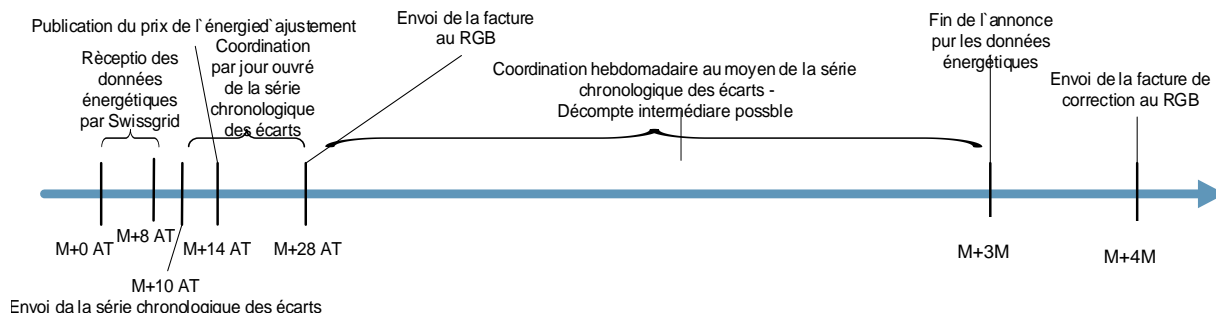 Publication du prix de l`énergied`ajustement
Rèceptio des
données
énergétiques
par Swissgrid
Coordination
par jour ouvré
de la série
chronologique
des écarts
Envoi de la facture
au RGB
Coordination hebdomadaire au moyen de la série
chronologique des écarts -
Décompte intermédiare possble
Fin de l`annonce
pur les données
énergétiques
Envoi de la facture de
correction au RGB
M+0 AT
M+8 AT
M+10 AT
M+14 AT
M+28 AT
M+3M
M+4M
Envoi da la série chronologique des écarts